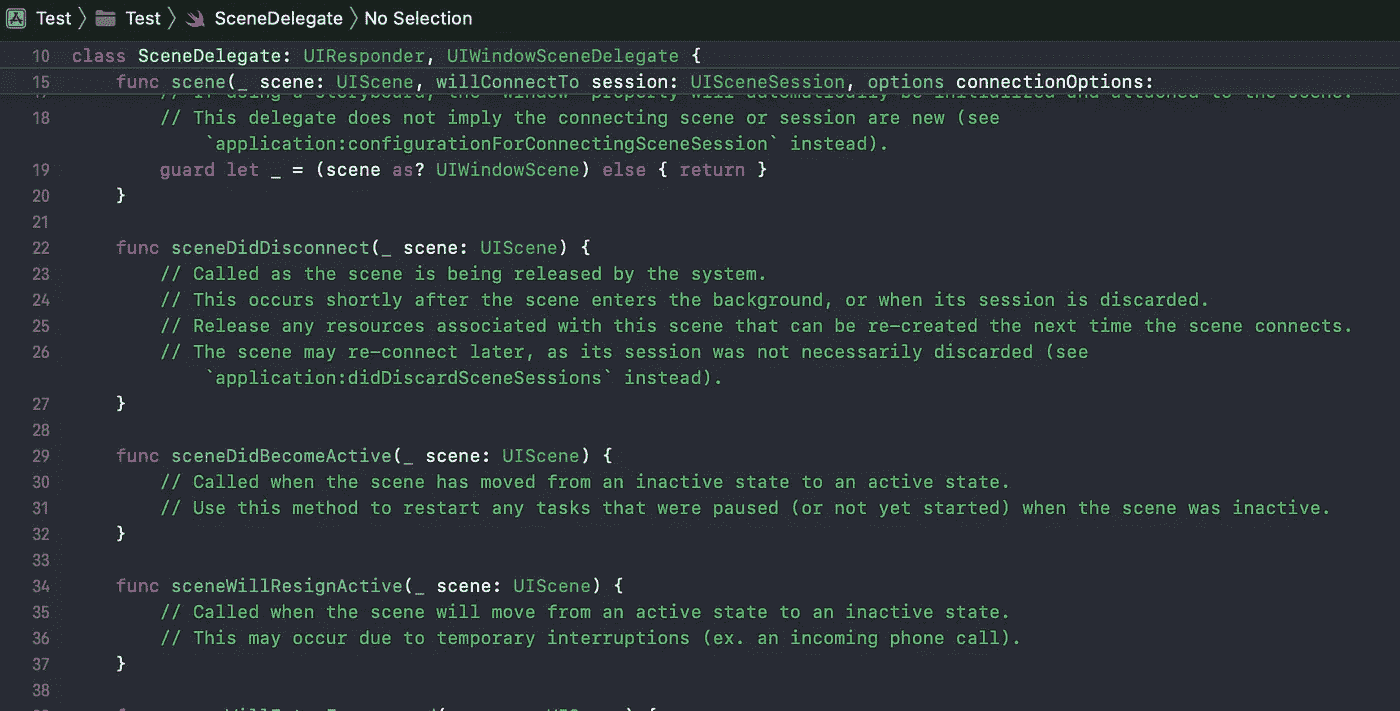 Test 〉 Test 〉 SceneDelegate 〉 No Selection
10 class SceneDelegate: UIResponder, UIWindowSceneDelegate {
15 func scene(_ scene: UIScene, willConnectTo session: UISceneSession, options connectionOptions:
18 // This delegate does not imply the connecting scene or session are new (see
`application:configurationForConnectingSceneSession` instead).
19 guard let _ = (scene as? UIWindowScene) else { return }
20 }
21
22 func sceneDidDisconnect(_ scene: UIScene) {
23 // Called as the scene is being released by the system.
24 // This occurs shortly after the scene enters the background, or when its session is discarded.
25 // Release any resources associated with this scene that can be re-created the next time the scene connects.
26 // The scene may re-connect later, as its session was not necessarily discarded (see
`application:didDiscardSceneSessions` instead).
27 }
28
29 func sceneDidBecomeActive(_ scene: UIScene) {
30 // Called when the scene has moved from an inactive state to an active state.
31 // Use this method to restart any tasks that were paused (or not yet started) when the scene was inactive.
32 }
33
34 func sceneWillResignActive(_ scene: UIScene) {
35 // Called when the scene will move from an active state to an inactive state.
36 // This may occur due to temporary interruptions (ex. an incoming phone call).
37 }
38